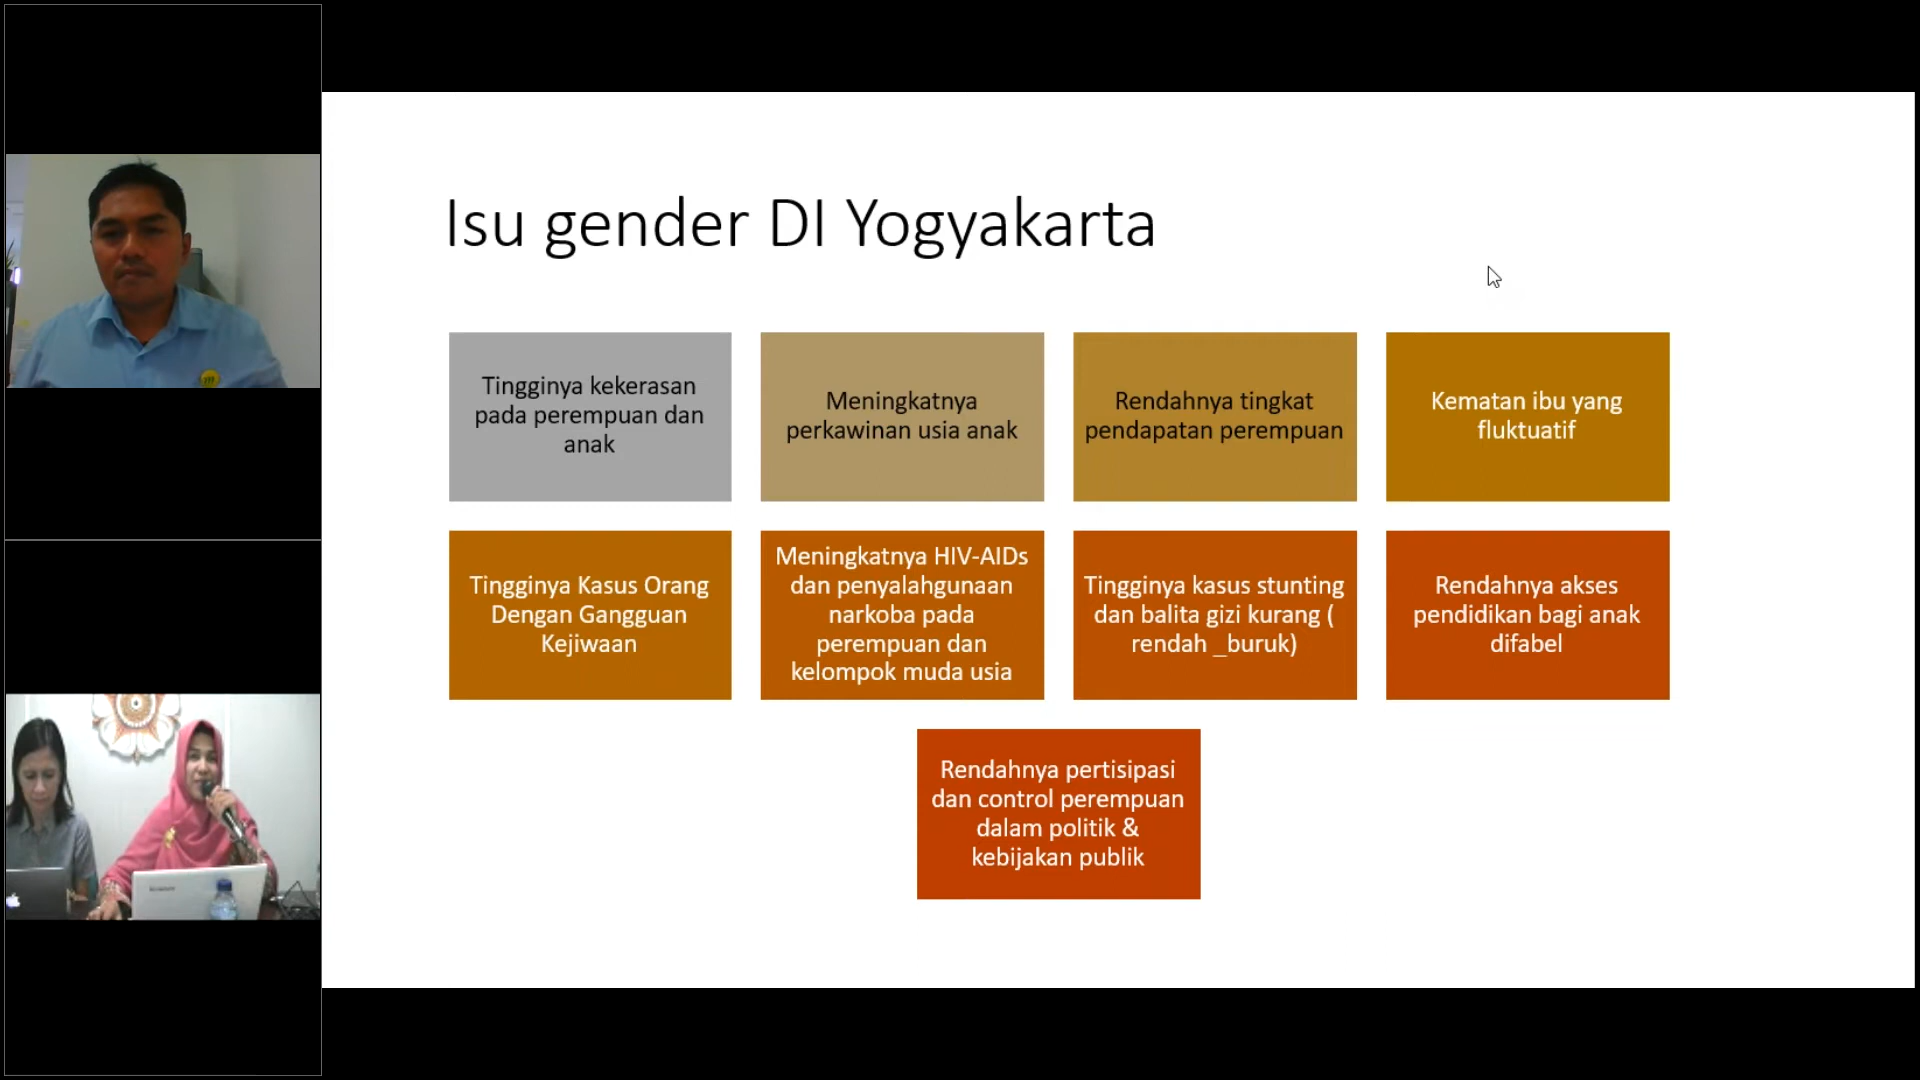 Isu gender DI Yogyakarta
Tingginya kekerasan
pada perempuan dan
anak
Meningkatnya
perkawinan usia anak
Rendahnya tingkat
pendapatan perempuan
Kematan ibu yang
fluktuatif
Tingginya Kasus Orang
Dengan Gangguan
Kejiwaan
Meningkatnya HIV-AIDs
dan penyalahgunaan
narkoba pada
perempuan dan
kelompok muda usia
Tingginya kasus stunting
dan balita gizi kurang (
rendah _buruk)
Rendahnya akses
pendidikan bagi anak
difabel
Rendahnya pertisipasi
dan control perempuan
dalam politik &
kebijakan publik